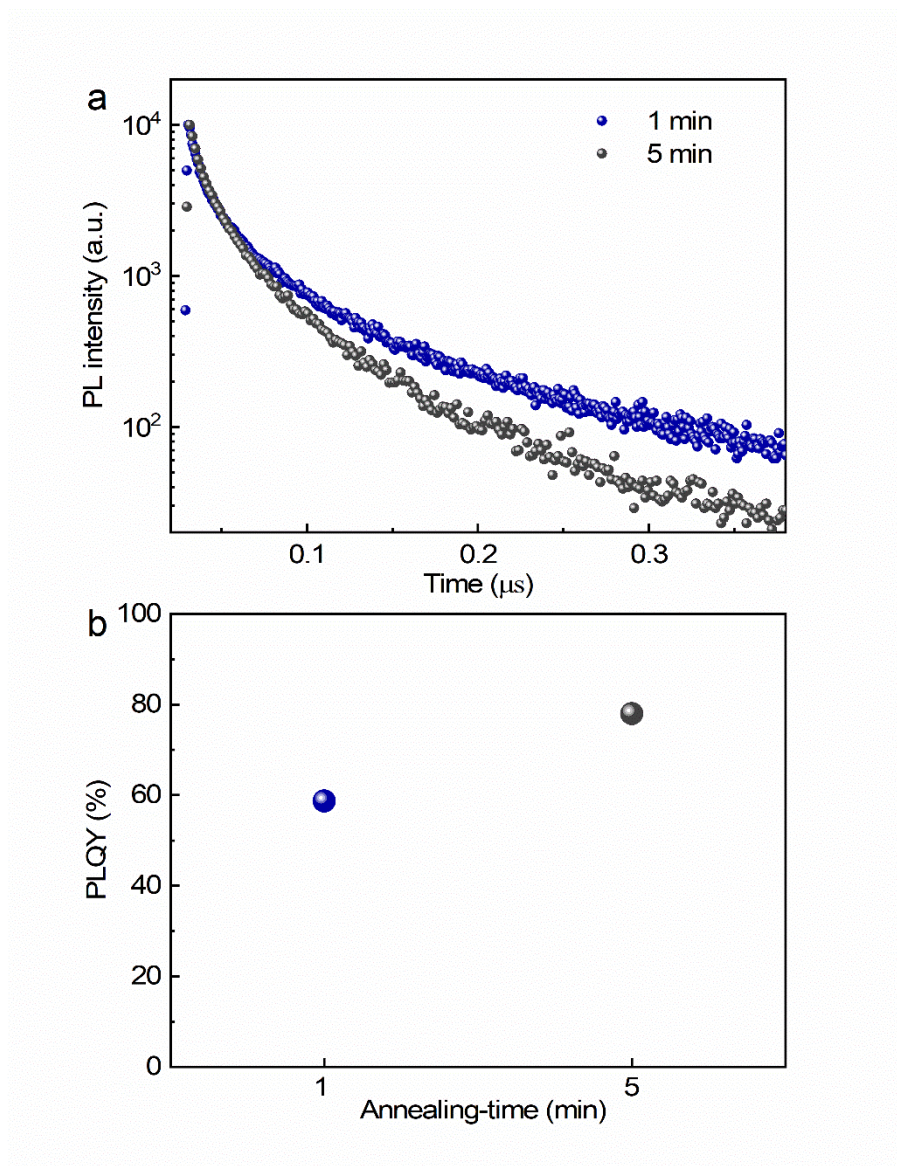 a
PL intensity (a.u.)
10⁴
10³
10²
1 min
5 min
0.1
0.2
0.3
Time (μs)
b
PLQY (%)
100
80
60
40
20
0
1
5
Annealing-time (min)